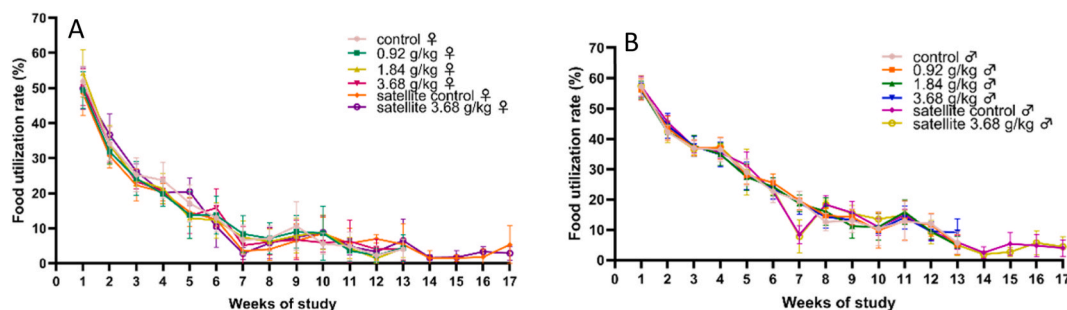 A
Food utilization rate (%)
70
60
50
40
30
20
10
0
control ♀
0.92 g/kg ♀
1.84 g/kg ♀
3.68 g/kg ♀
satellite control ♀
satellite 3.68 g/kg ♀
0 1 2 3 4 5 6 7 8 9 10 11 12 13 14 15 16 17
Weeks of study
B
Food utilization rate (%)
70
60
50
40
30
20
10
0
control ♂
0.92 g/kg ♂
1.84 g/kg ♂
3.68 g/kg ♂
satellite control ♂
satellite 3.68 g/kg ♂
0 1 2 3 4 5 6 7 8 9 10 11 12 13 14 15 16 17
Weeks of study